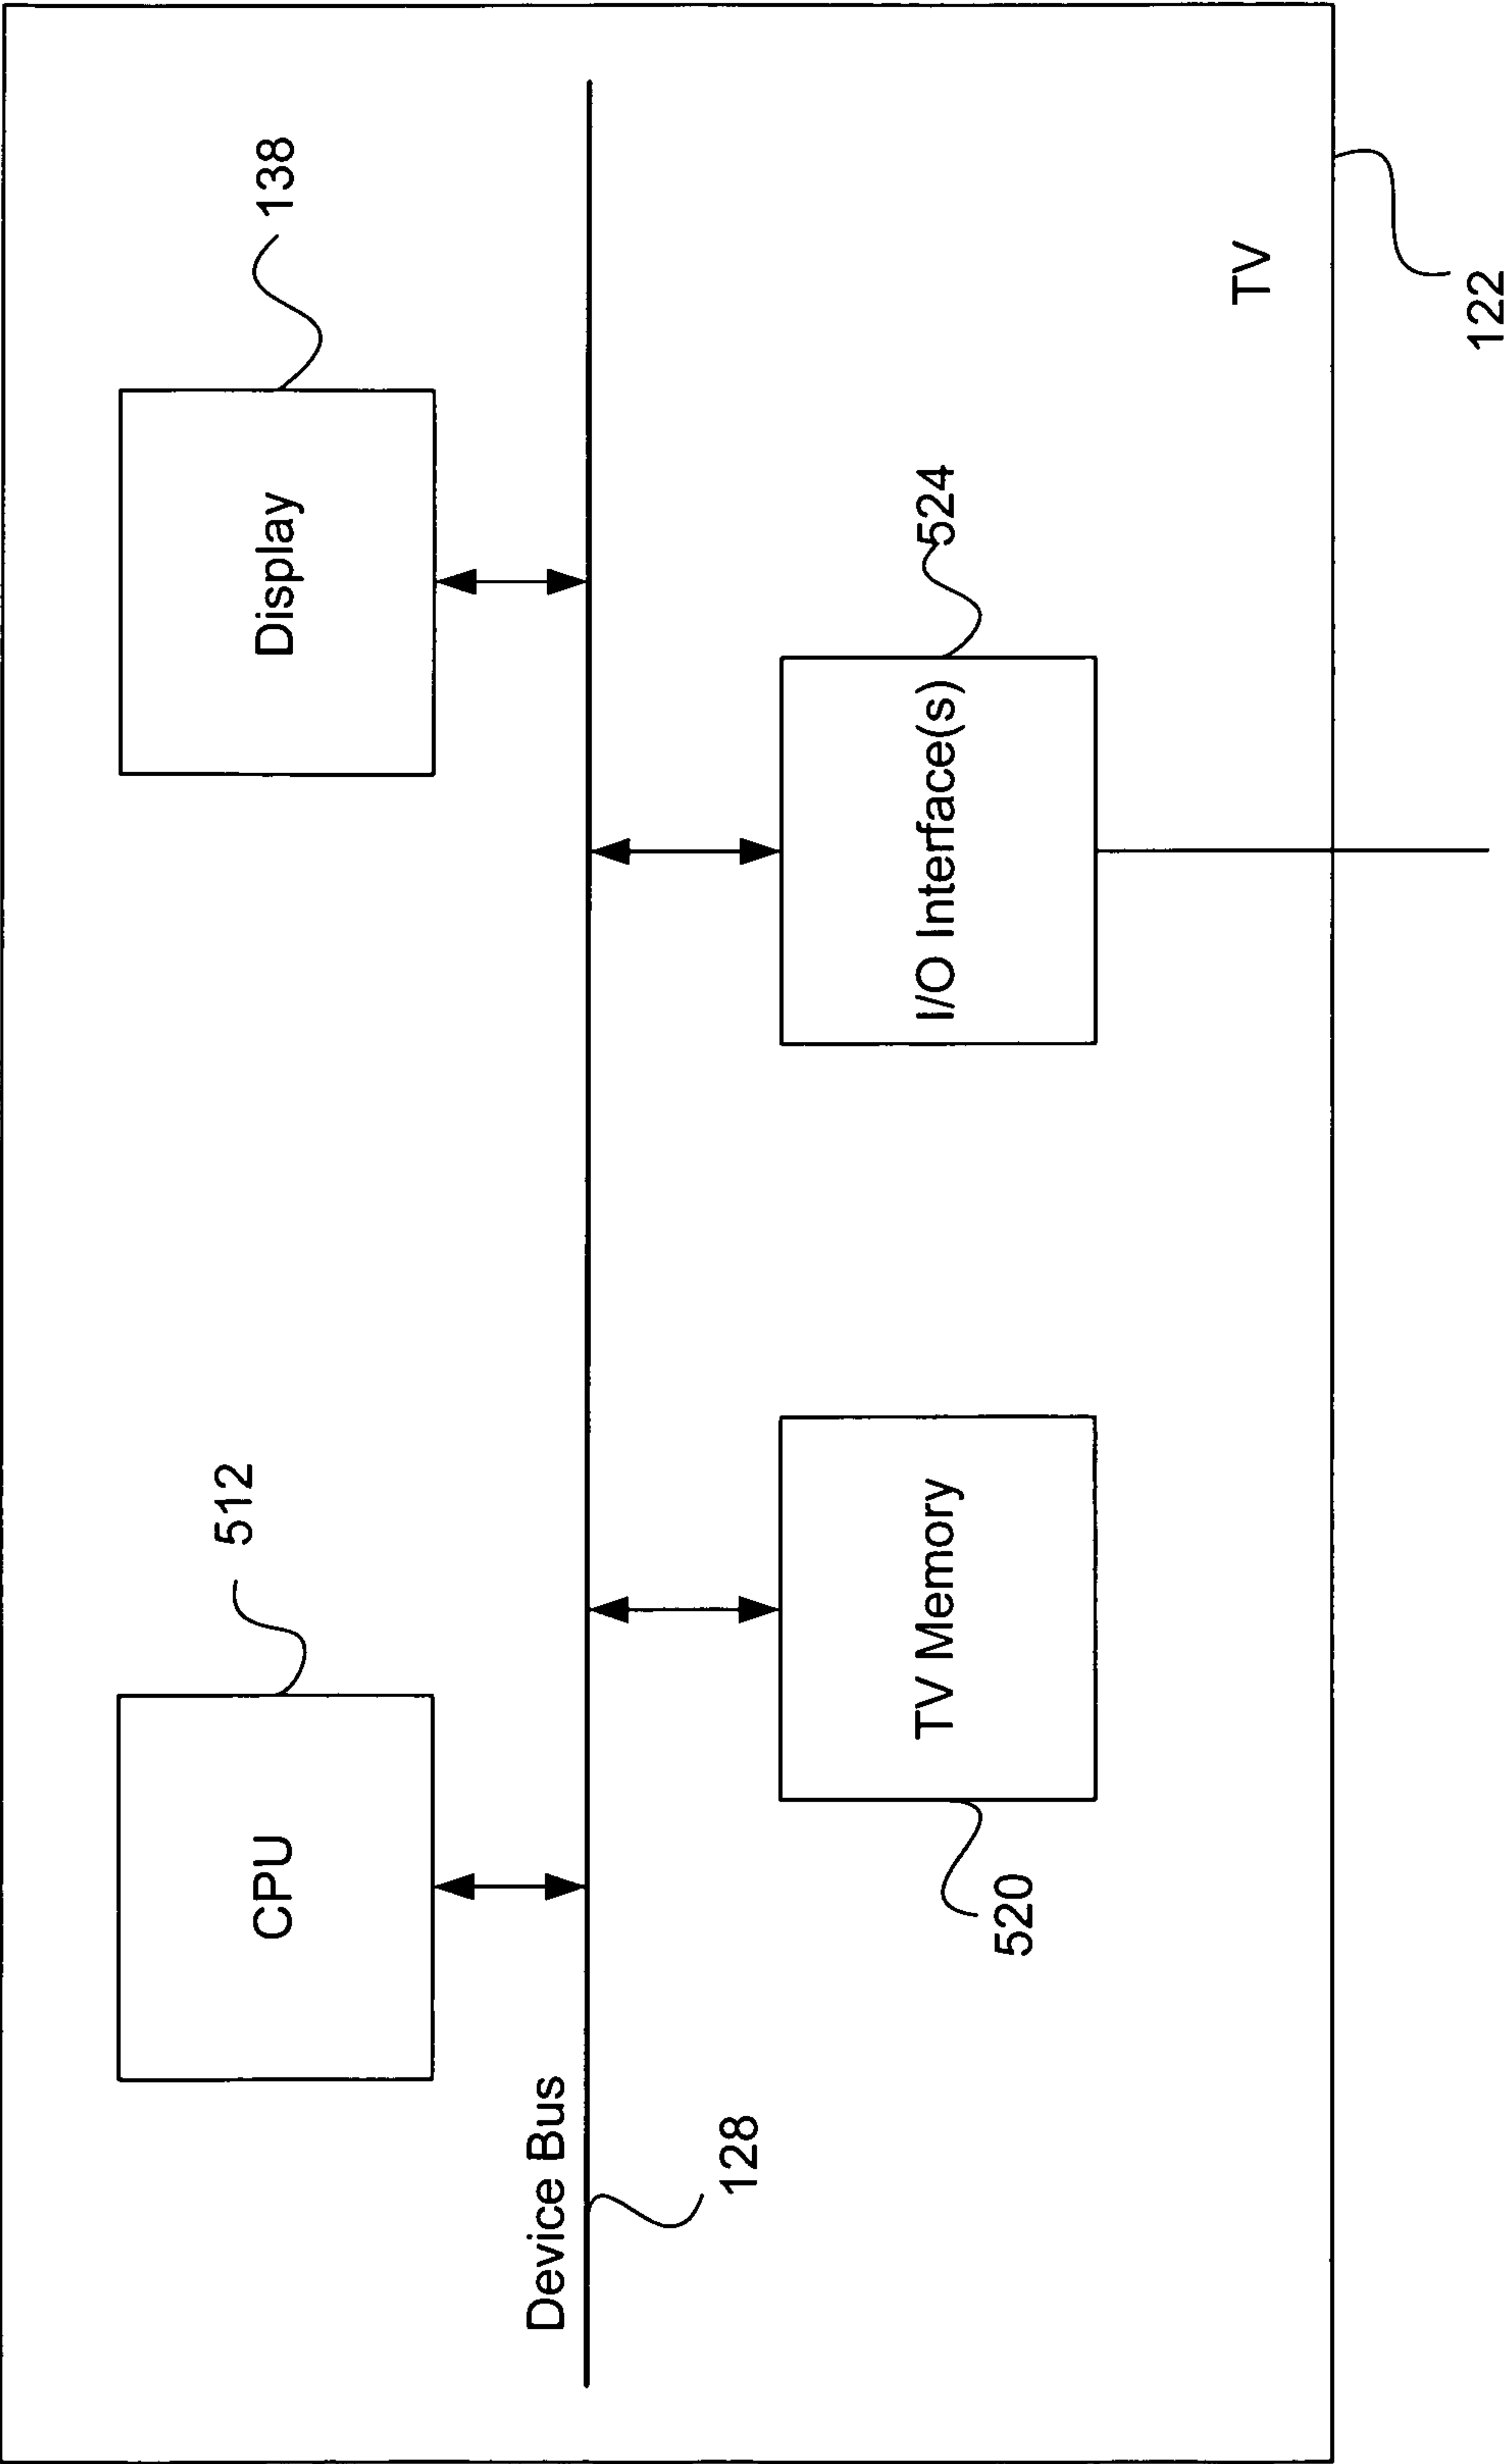 CPU
512
Display
138
Device Bus
128
TV Memory
520
I/O Interface(s)
524
TV
122